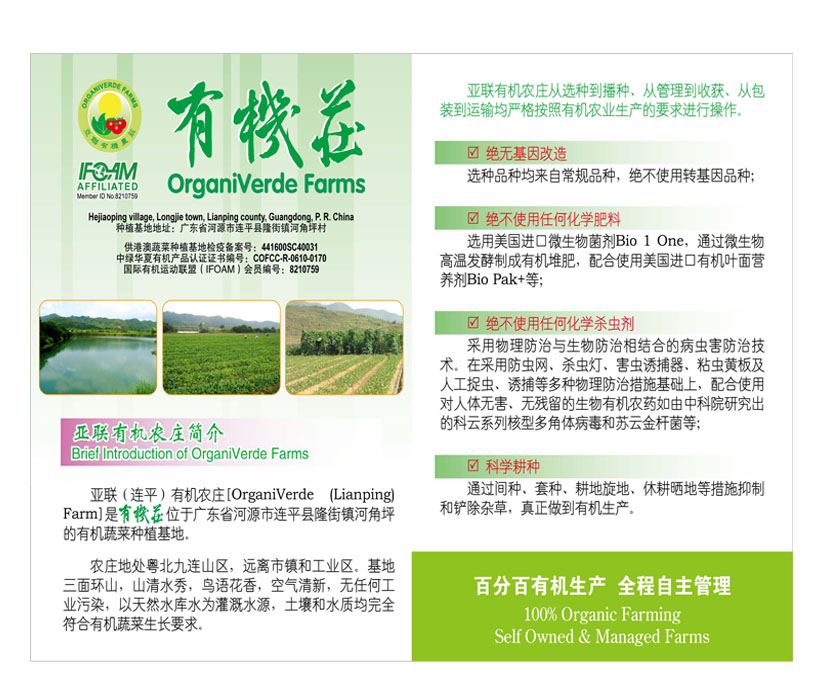 ORGANIVERDE FARMS
亚联有机农庄
IFOAM
AFFILIATED
Member ID No.8210759
有機莊
OrganiVerde Farms
Hejiaoping village, Longjie town, Lianping county, Guangdong, P. R. China
种植基地地址：广东省河源市连平县隆街镇河角坪村
供港澳蔬菜种植基地检疫备案号：441600SC40031
中绿华夏有机产品认证证书编号：COFCC-R-0610-0170
国际有机运动联盟（IFOAM）会员编号：8210759
亚联有机农庄简介
Brief Introduction of OrganiVerde Farms
亚联（连平）有机农庄[OrganiVerde (Lianping)
Farm]是有機莊位于广东省河源市连平县隆街镇河角坪
的有机蔬菜种植基地。
农庄地处粤北九连山区，远离市镇和工业区。基地
三面环山，山清水秀，鸟语花香，空气清新，无任何工
业污染，以天然水库水为灌溉水源，土壤和水质均完全
符合有机蔬菜生长要求。
亚联有机农庄从选种到播种、从管理到收获、从包
装到运输均严格按照有机农业生产的要求进行操作。
☑ 绝无基因改造
选种品种均来自常规品种，绝不使用转基因品种；
☑ 绝不使用任何化学肥料
选用美国进口微生物菌剂Bio 1 One，通过微生物
高温发酵制成有机堆肥，配合使用美国进口有机叶面营
养剂Bio Pak+等；
☑ 绝不使用任何化学杀虫剂
采用物理防治与生物防治相结合的病虫害防治技
术。在采用防虫网、杀虫灯、害虫诱捕器、粘虫黄板及
人工捉虫、诱捕等多种物理防治措施基础上，配合使用
对人体无害、无残留的生物有机农药如由中科院研究出
的科云系列核型多角体病毒和苏云金杆菌等；
☑ 科学耕种
通过间种、套种、耕地旋地、休耕晒地等措施抑制
和铲除杂草，真正做到有机生产。
百分百有机生产 全程自主管理
100% Organic Farming
Self Owned & Managed Farms